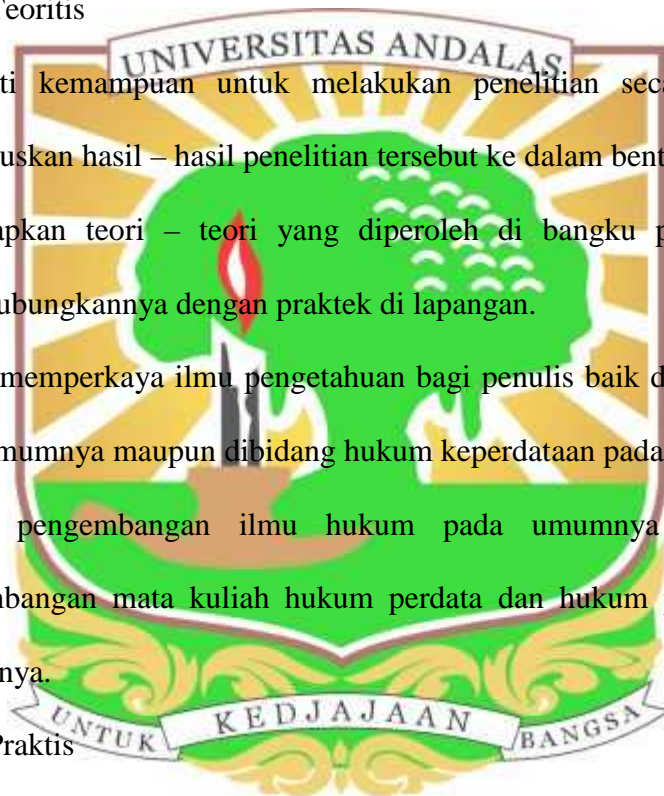 Teoritis
UNIVERSITAS ANDALAS
ti kemampuan untuk melakukan penelitian seca
uskan hasil – hasil penelitian tersebut ke dalam bent
apkan teori – teori yang diperoleh di bangku p
ubungkannya dengan praktek di lapangan.
memperkaya ilmu pengetahuan bagi penulis baik d
mumnya maupun dibidang hukum keperdataan pada
pengembangan ilmu hukum pada umumnya
mbangan mata kuliah hukum perdata dan hukum
nya.
UNTUK KEDJAJAAN BANGSA
Praktis